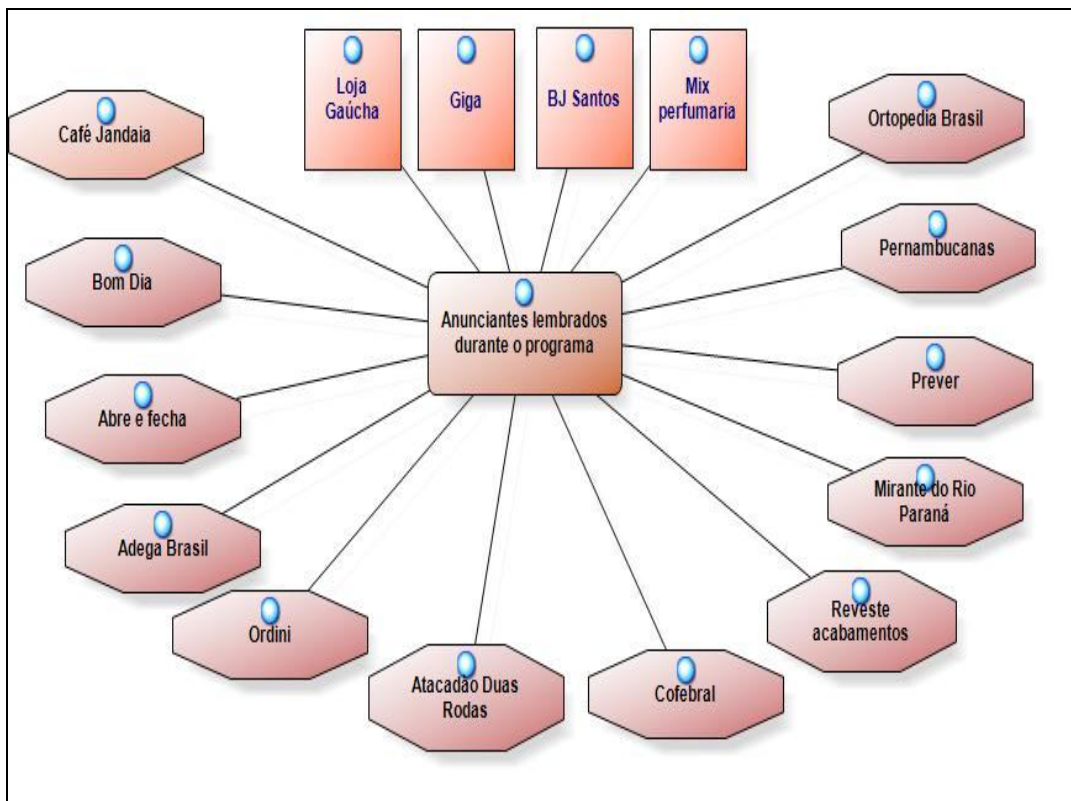 Loja
Gaúcha
Giga
BJ Santos
Mix
perfumaria
Café Jandaia
Ortopedia Brasil
Bom Dia
Pernambucanas
Anunciantes lembrados
durante o programa
Abre e fecha
Prever
Adega Brasil
Mirante do Rio
Paraná
Ordini
Reveste
acabamentos
Atacadão Duas
Rodas
Cofebral